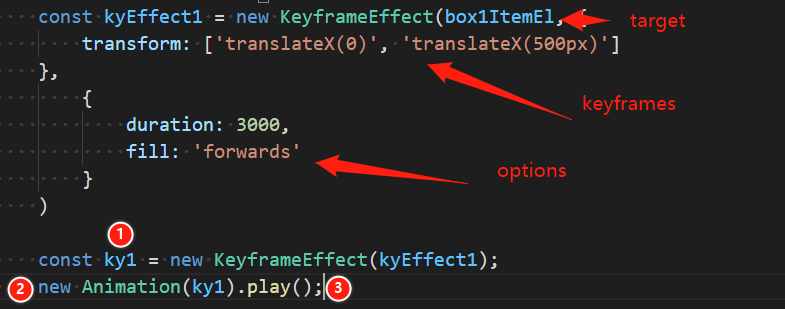 const kyEffect1 = new KeyframeEffect(box1ItemEl, { target
transform: ['translateX(0)', 'translateX(500px)']
},
keyframes
{
duration: 3000,
fill: 'forwards'
options
}
)
1
const ky1 = new KeyframeEffect(kyEffect1);
2 new Animation(ky1).play(); 3